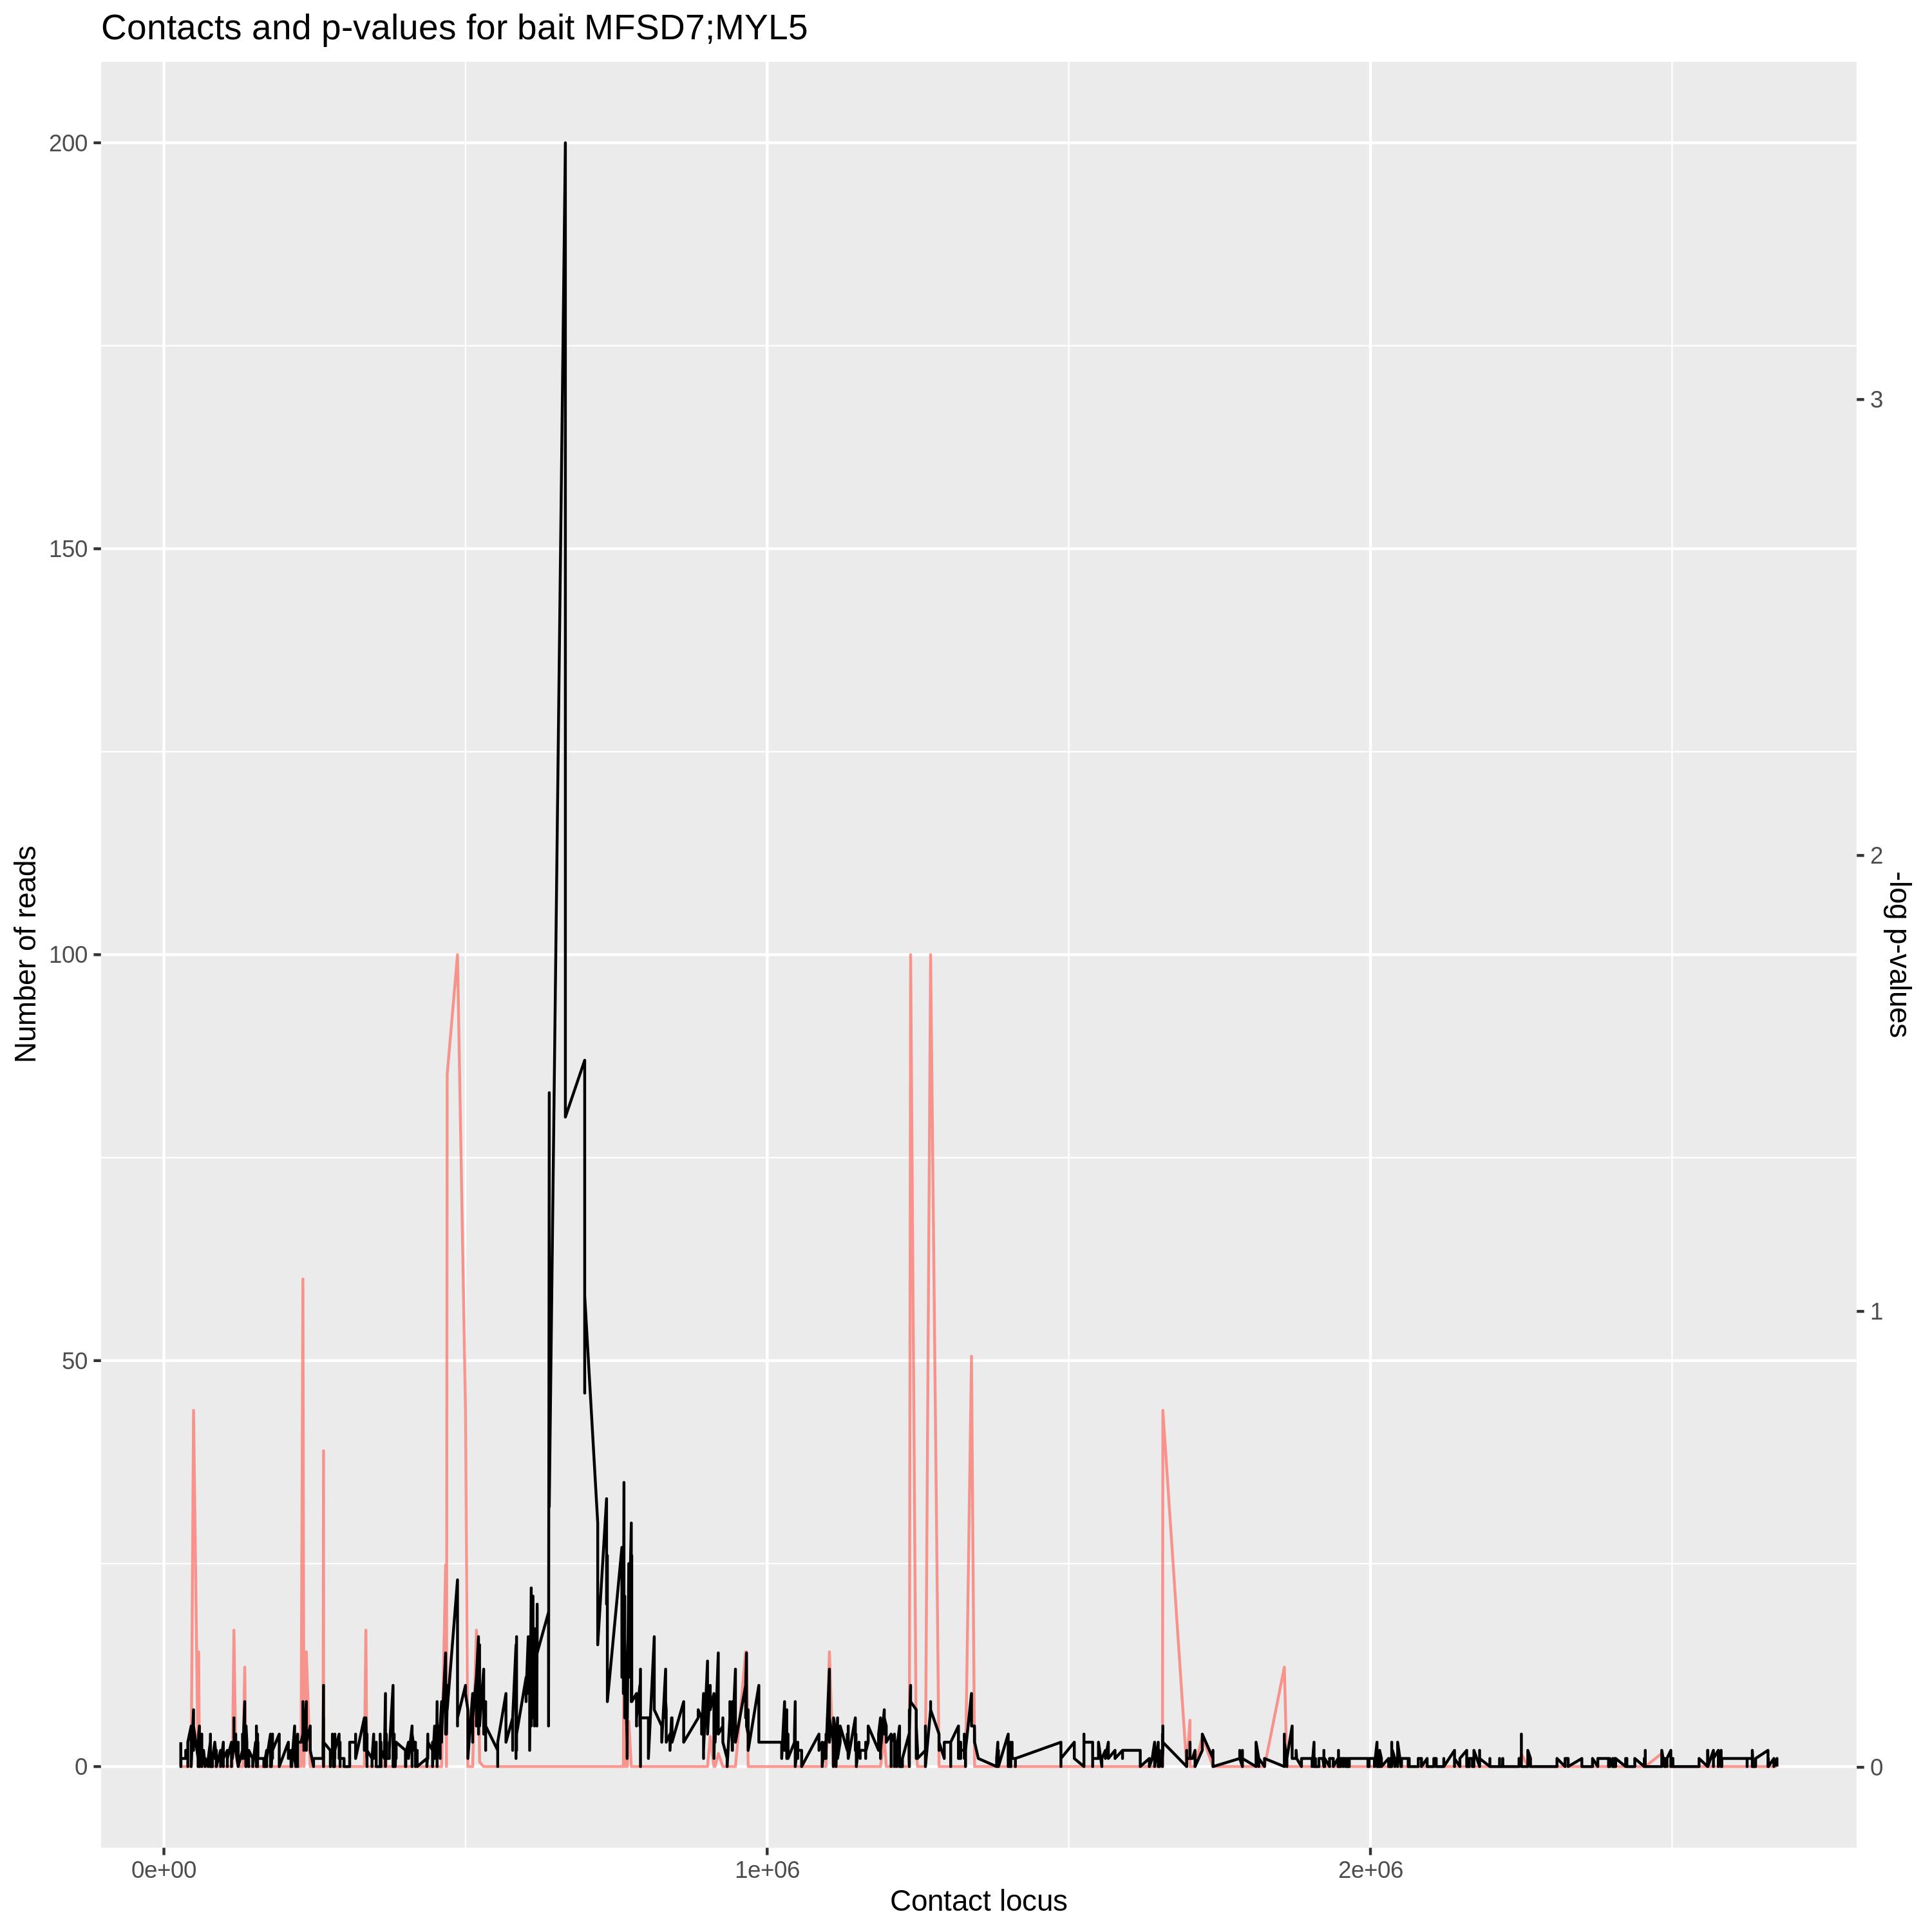 Contacts and p-values for bait MFSD7;MYL5
200
150
100
50
0
Number of reads
3
2
1
0
-log p-values
0e+00 1e+06 2e+06
Contact locus